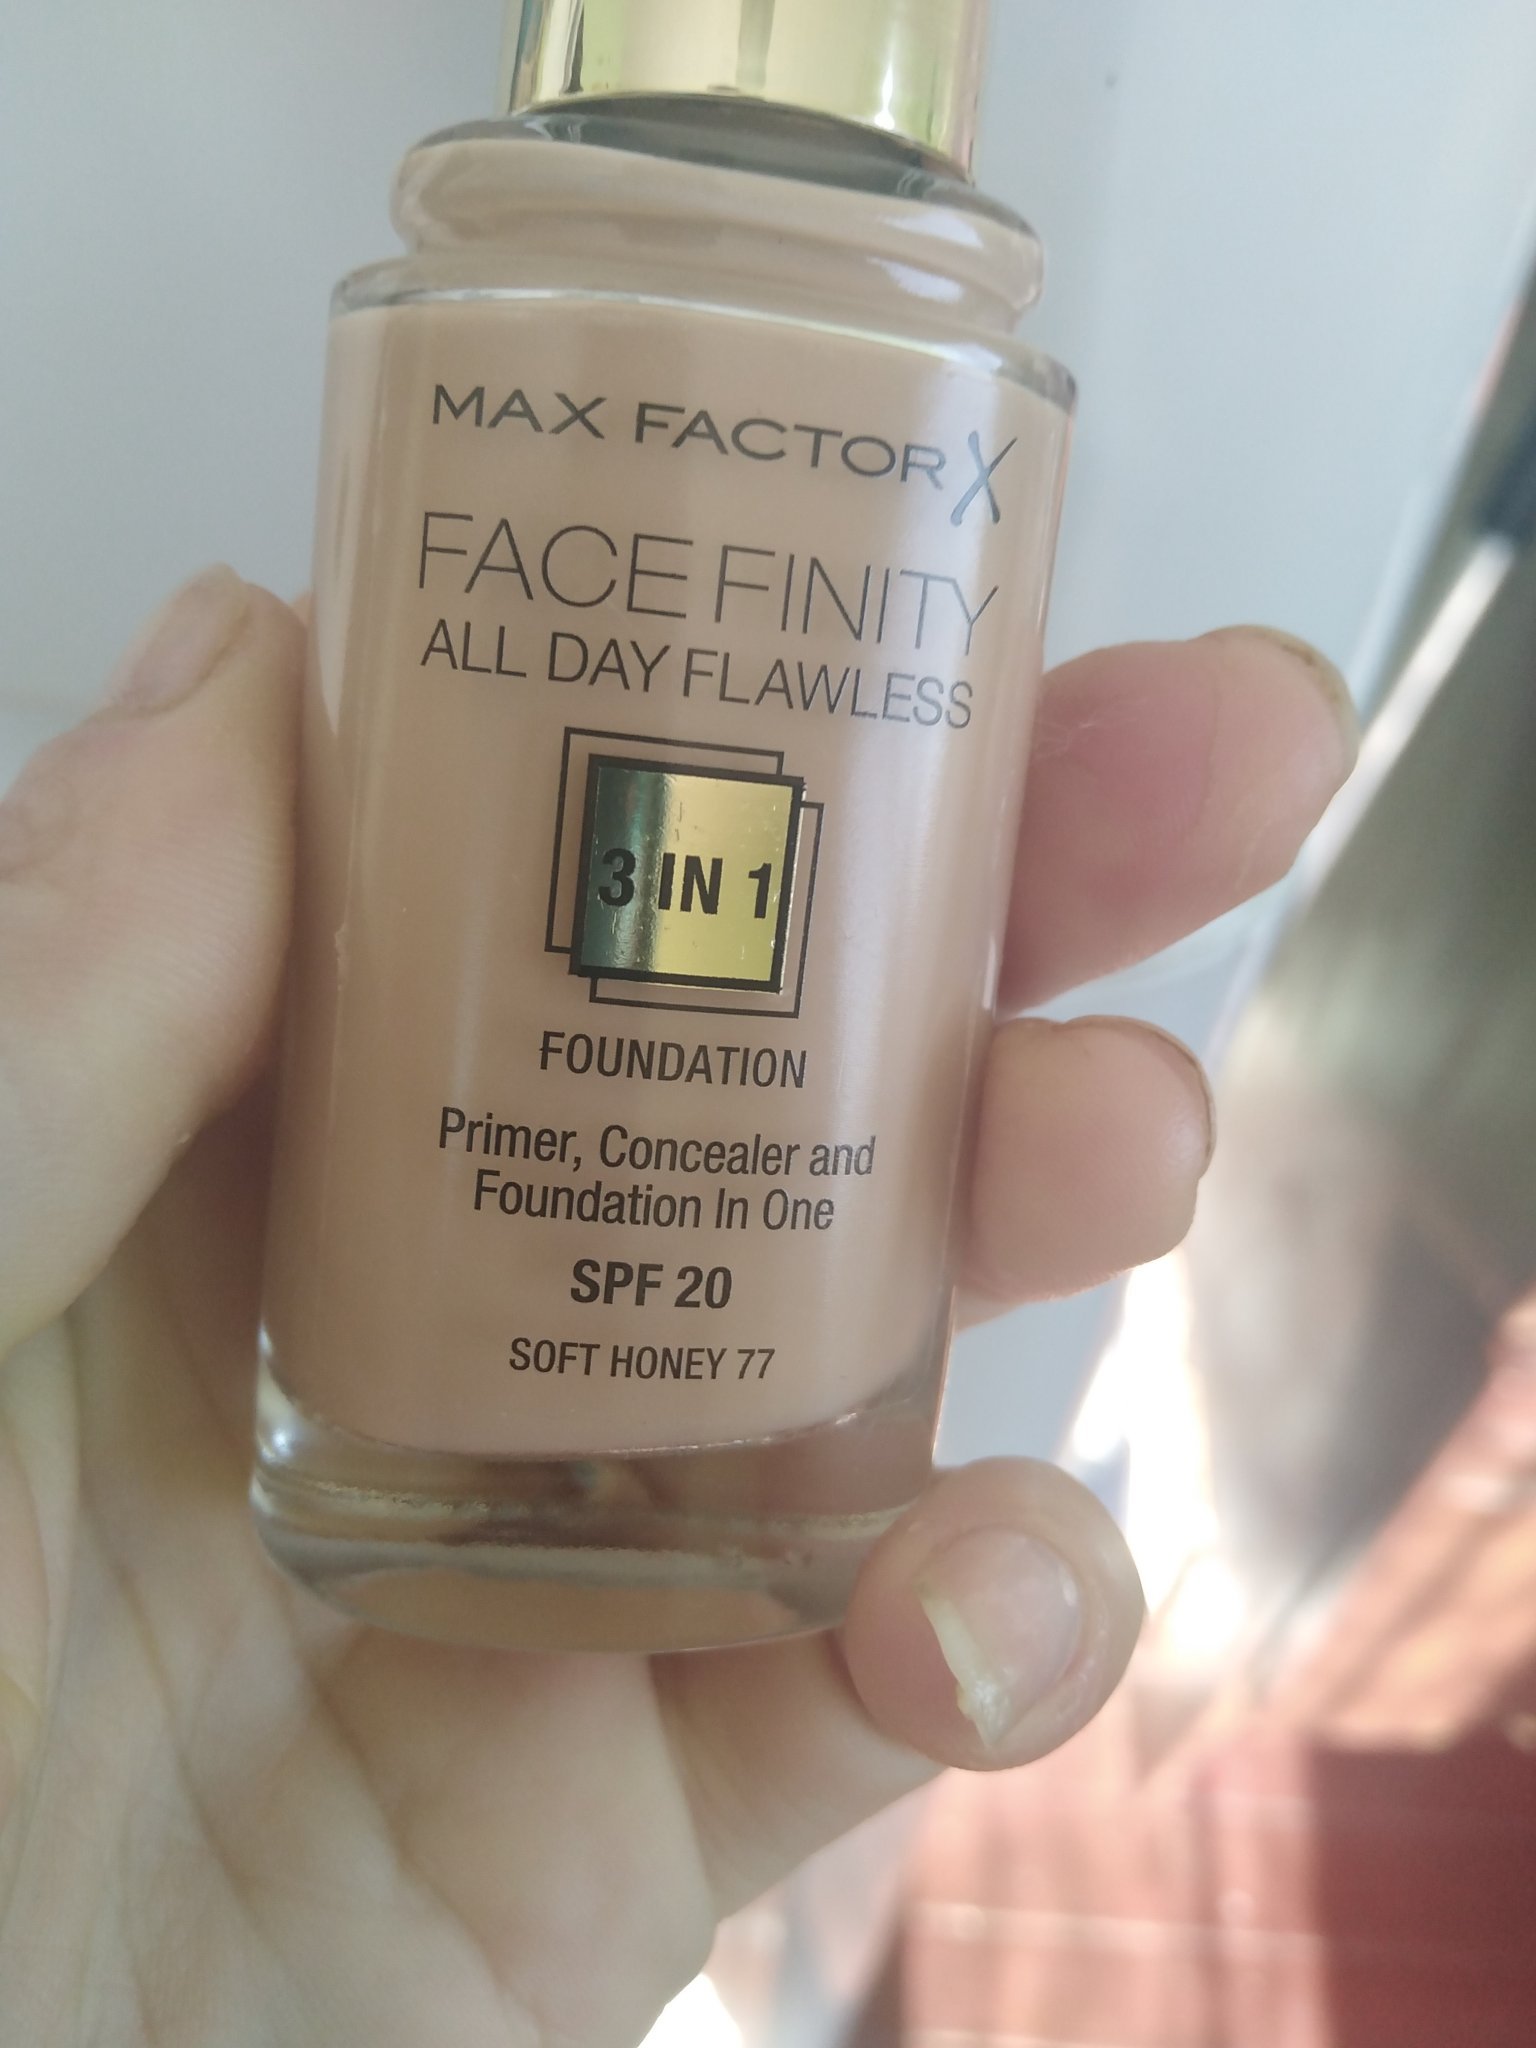 MAX FACTOR X
FACE FINITY
ALL DAY FLAWLESS
3 IN 1
FOUNDATION
Primer, Concealer and
Foundation In One
SPF 20
SOFT HONEY 77